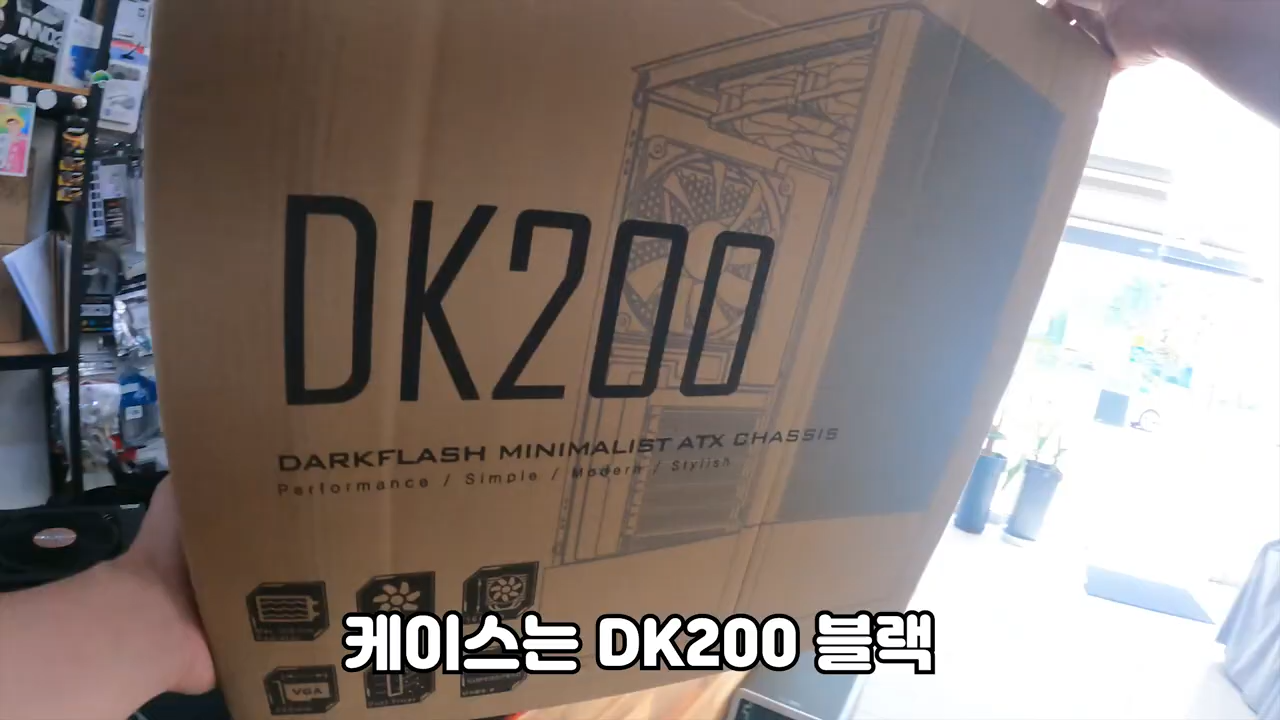 DK200
DARKFLASH MINIMALIST ATX CHASSIS
Performance / Simple / Modern / Stylish
VGA
케이스는 DK200 블랙